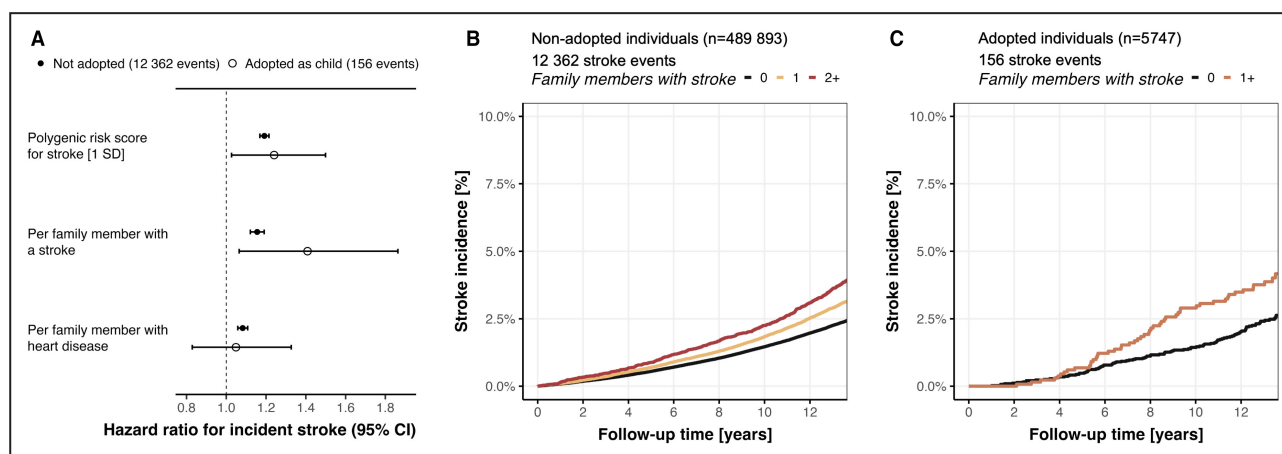 A
● Not adopted (12 362 events) ○ Adopted as child (156 events)
Polygenic risk score
for stroke [1 SD]
Per family member with
a stroke
Per family member with
heart disease
0.8 1.0 1.2 1.4 1.6 1.8
Hazard ratio for incident stroke (95% CI)
B
Non-adopted individuals (n=489 893)
12 362 stroke events
Family members with stroke 0 1 2+
10.0%
7.5%
5.0%
2.5%
0.0%
Stroke incidence [%]
0 2 4 6 8 10 12
Follow-up time [years]
C
Adopted individuals (n=5747)
156 stroke events
Family members with stroke 0 1+
10.0%
7.5%
5.0%
2.5%
0.0%
Stroke incidence [%]
0 2 4 6 8 10 12
Follow-up time [years]